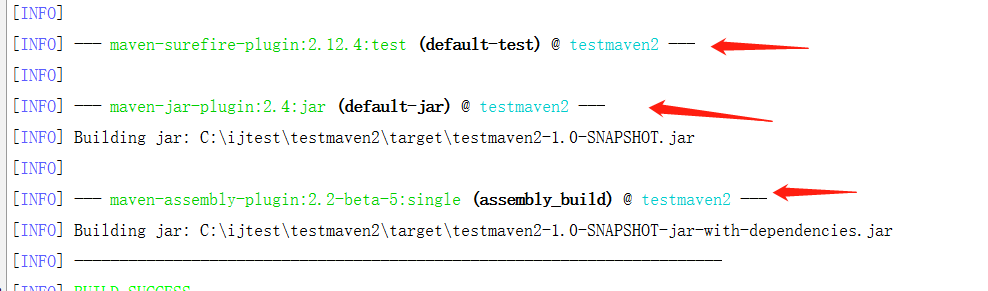 [INFO]
[INFO] --- maven-surefire-plugin:2.12.4:test (default-test) @ testmaven2 ---
[INFO]
[INFO] --- maven-jar-plugin:2.4:jar (default-jar) @ testmaven2 ---
[INFO] Building jar: C:\ijtest\testmaven2\target\testmaven2-1.0-SNAPSHOT.jar
[INFO]
[INFO] --- maven-assembly-plugin:2.2-beta-5:single (assembly_build) @ testmaven2 ---
[INFO] Building jar: C:\ijtest\testmaven2\target\testmaven2-1.0-SNAPSHOT-jar-with-dependencies.jar
[INFO] ------------------------------------------------------------------------
[INFO] BUILD SUCCESS